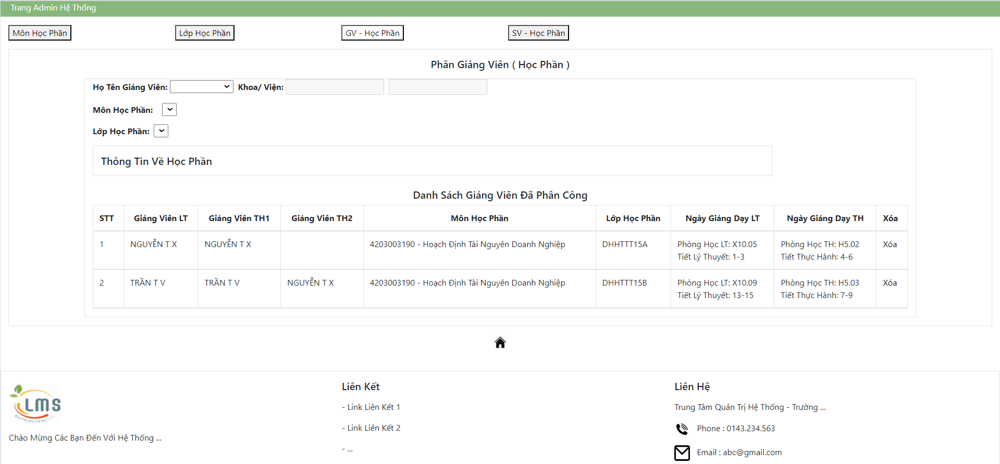 Trang Admin Hệ Thống
Môn Học Phần
Lớp Học Phần
GV - Học Phần
SV - Học Phần
Phân Giảng Viên ( Học Phần )
Họ Tên Giảng Viên: Khoa/ Viện:
Môn Học Phần:
Lớp Học Phần:
Thông Tin Về Học Phần
Danh Sách Giảng Viên Đã Phân Công
STT Giảng Viên LT Giảng Viên TH1 Giảng Viên TH2 Môn Học Phần Lớp Học Phần Ngày Giảng Dạy LT Ngày Giảng Dạy TH Xóa
1 NGUYỄN T X NGUYỄN T X 4203003190 - Hoạch Định Tài Nguyên Doanh Nghiệp DHHTTT15A Phòng Học LT: X10.05 Phòng Học TH: H5.02 Xóa
Tiết Lý Thuyết: 1-3 Tiết Thực Hành: 4-6
2 TRẦN T V TRẦN T V NGUYỄN T X 4203003190 - Hoạch Định Tài Nguyên Doanh Nghiệp DHHTTT15B Phòng Học LT: X10.09 Phòng Học TH: H5.03 Xóa
Tiết Lý Thuyết: 13-15 Tiết Thực Hành: 7-9
LMS
DISTRIBUTORS LLC
Chào Mừng Các Bạn Đến Với Hệ Thống ...
Liên Kết
- Link Liên Kết 1
- Link Liên Kết 2
- ...
Liên Hệ
Trung Tâm Quản Trị Hệ Thống - Trường ...
Phone : 0143.234.563
Email : abc@gmail.com